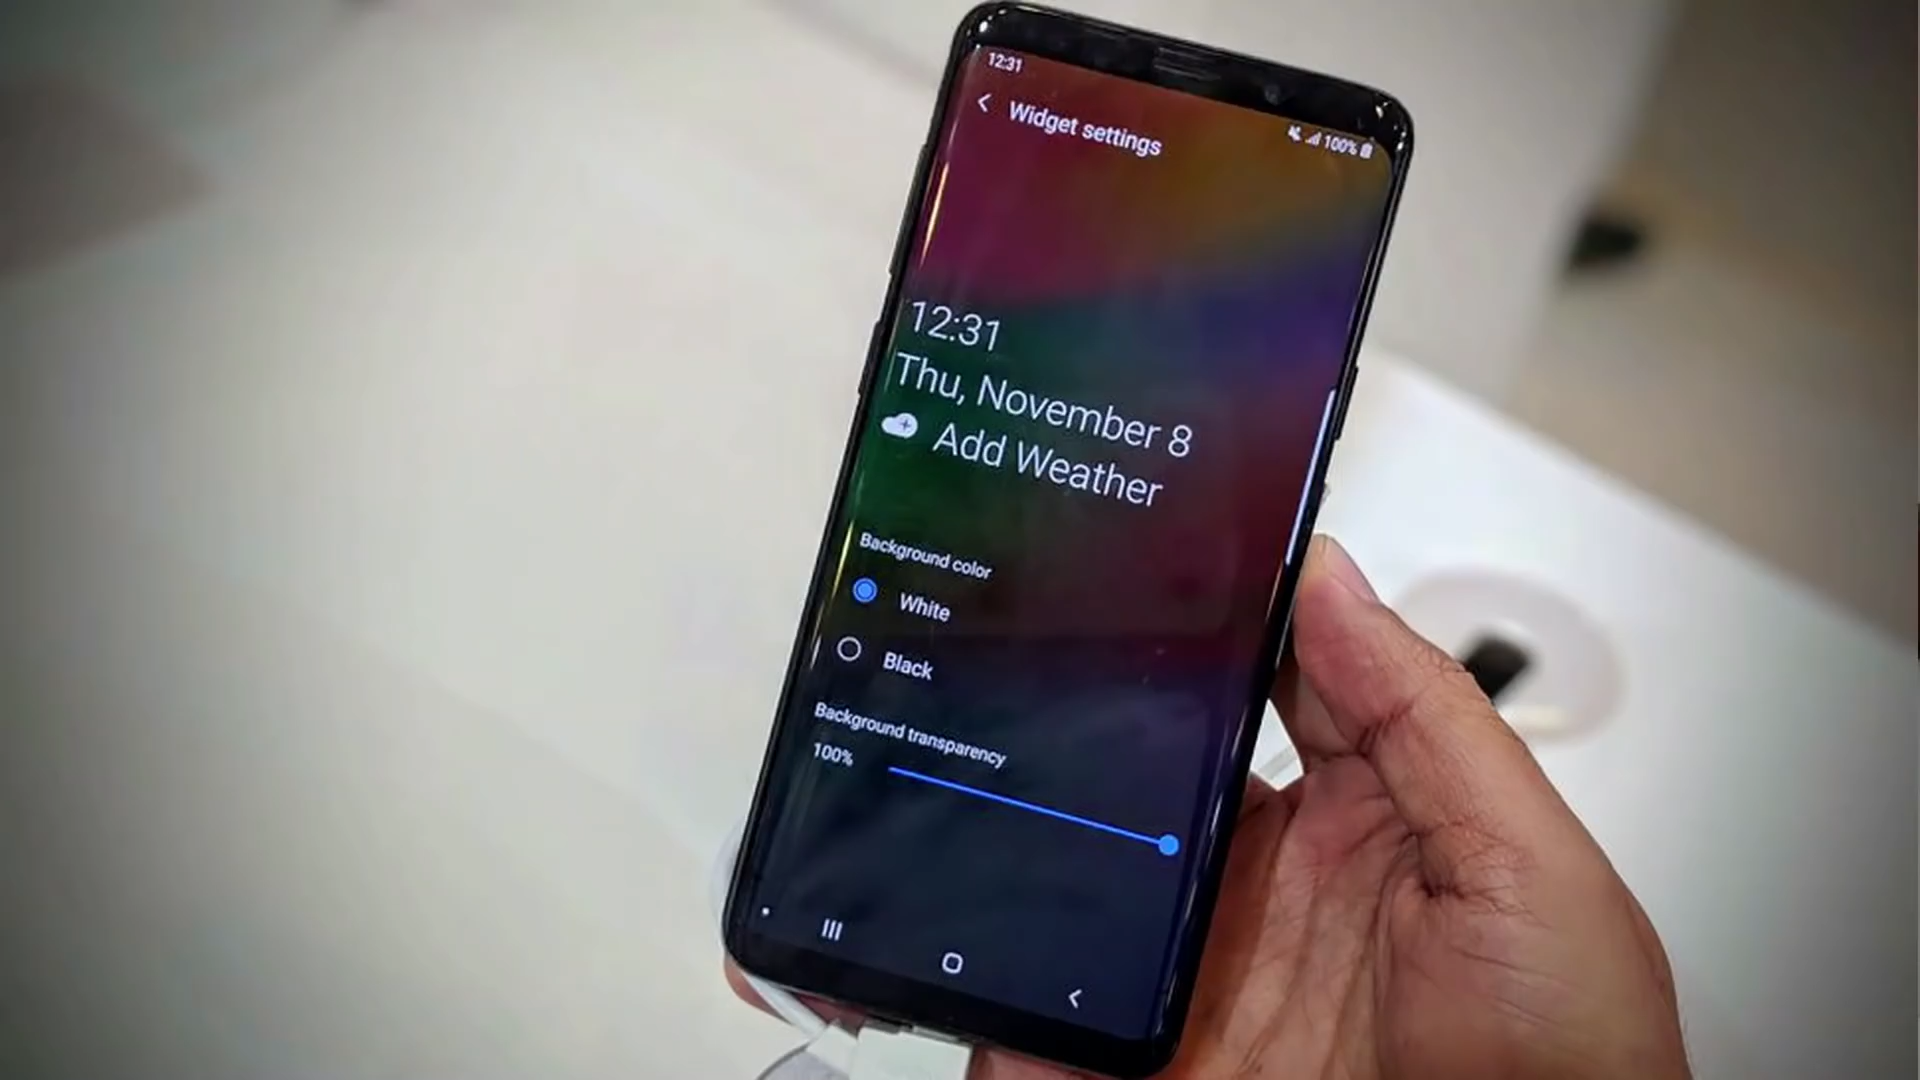 12:31
100%
Widget settings
12:31
Thu, November 8
Add Weather
Background color
White
Black
Background transparency
100%